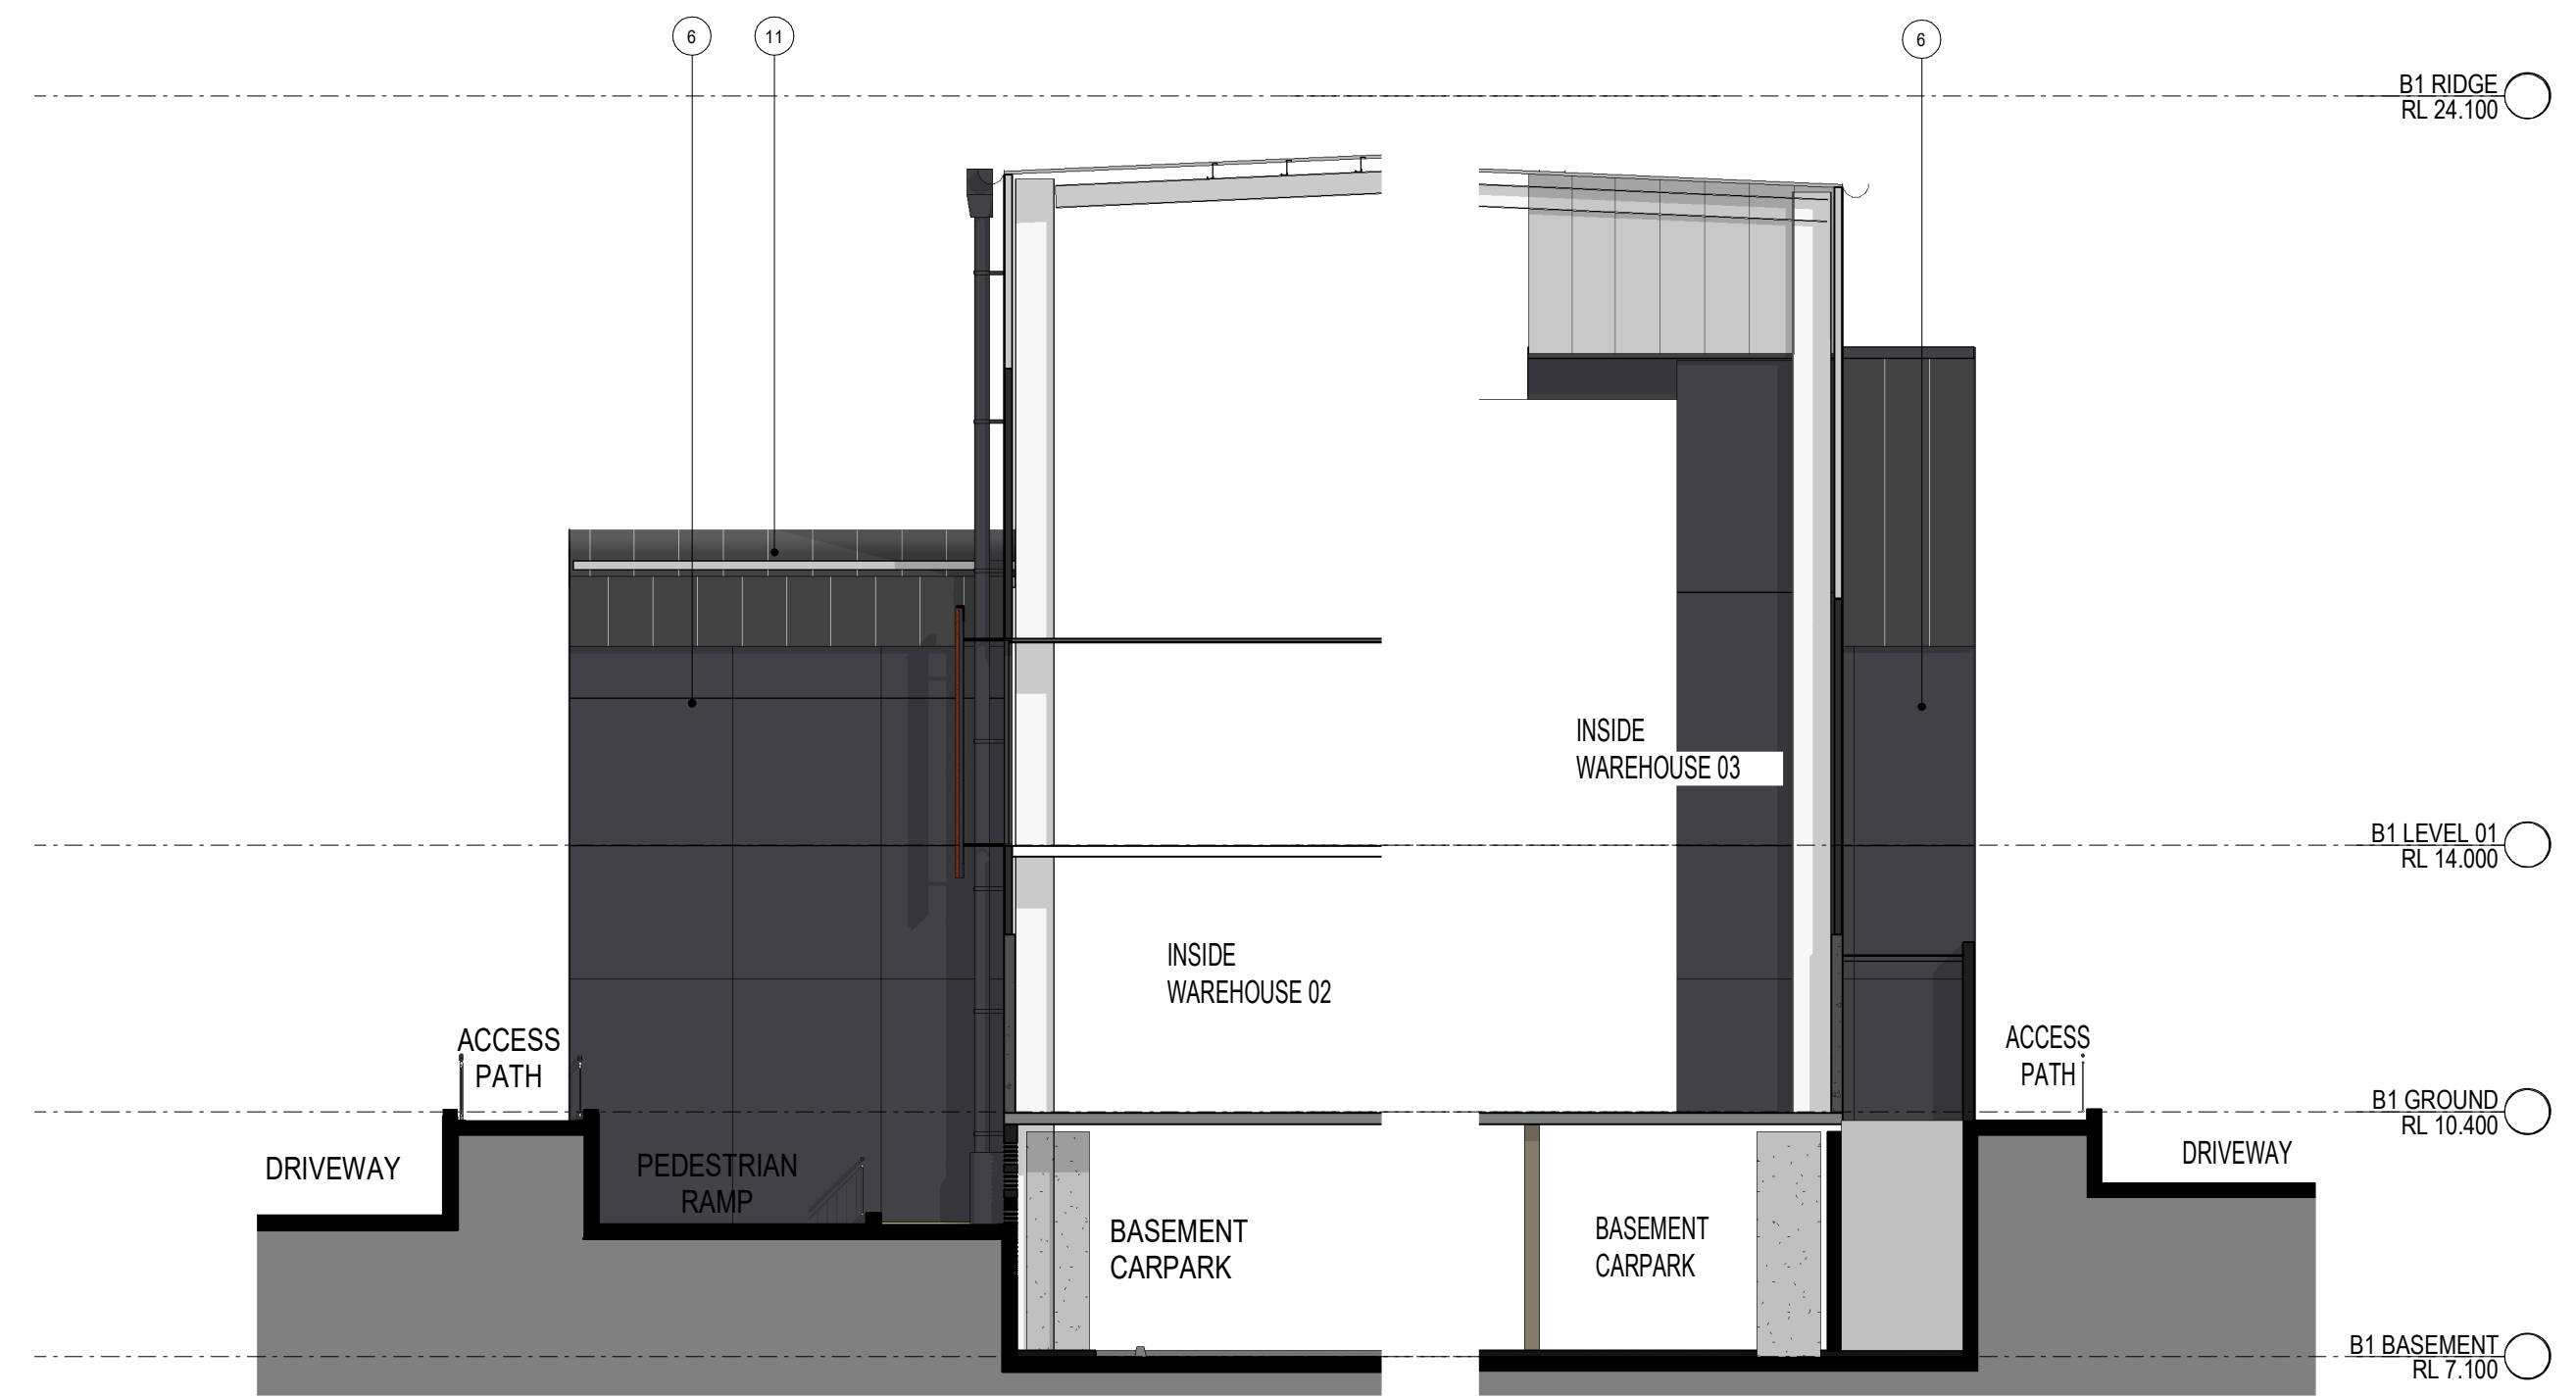 6
11
6
B1 RIDGE
RL 24.100
INSIDE
WAREHOUSE 03
B1 LEVEL 01
RL 14.000
INSIDE
WAREHOUSE 02
ACCESS
PATH
ACCESS
PATH
B1 GROUND
RL 10.400
DRIVEWAY
PEDESTRIAN
RAMP
DRIVEWAY
BASEMENT
CARPARK
BASEMENT
CARPARK
B1 BASEMENT
RL 7.100